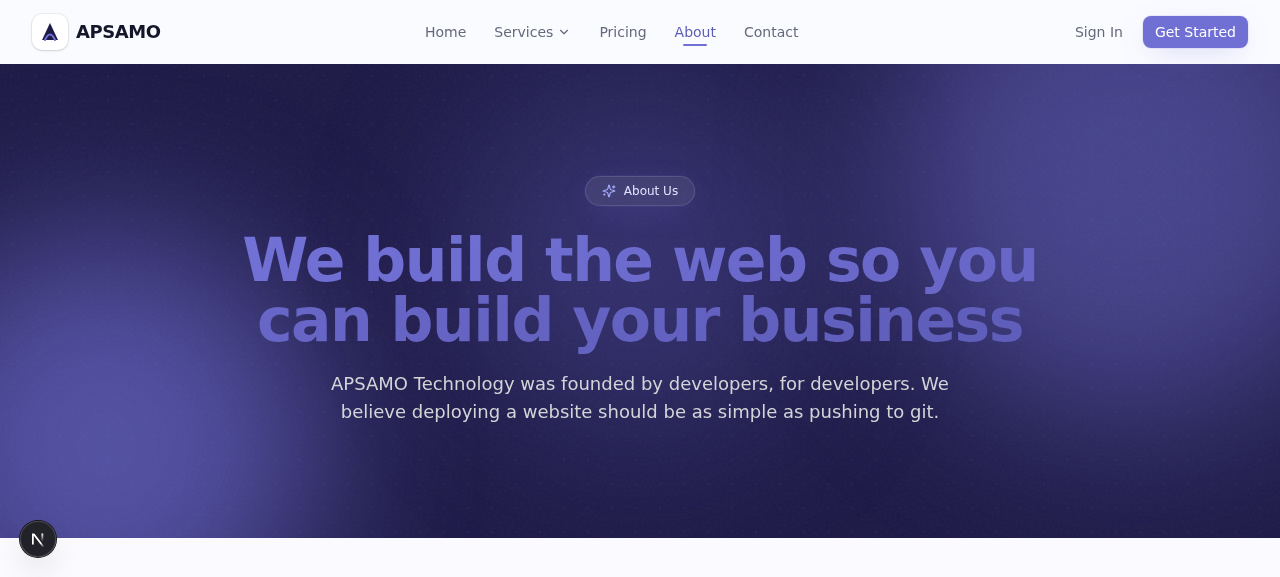 APSAMO
Home
Services
Pricing
About
Contact
Sign In
Get Started
About Us
We build the web so you
can build your business
APSAMO Technology was founded by developers, for developers. We
believe deploying a website should be as simple as pushing to git.
N